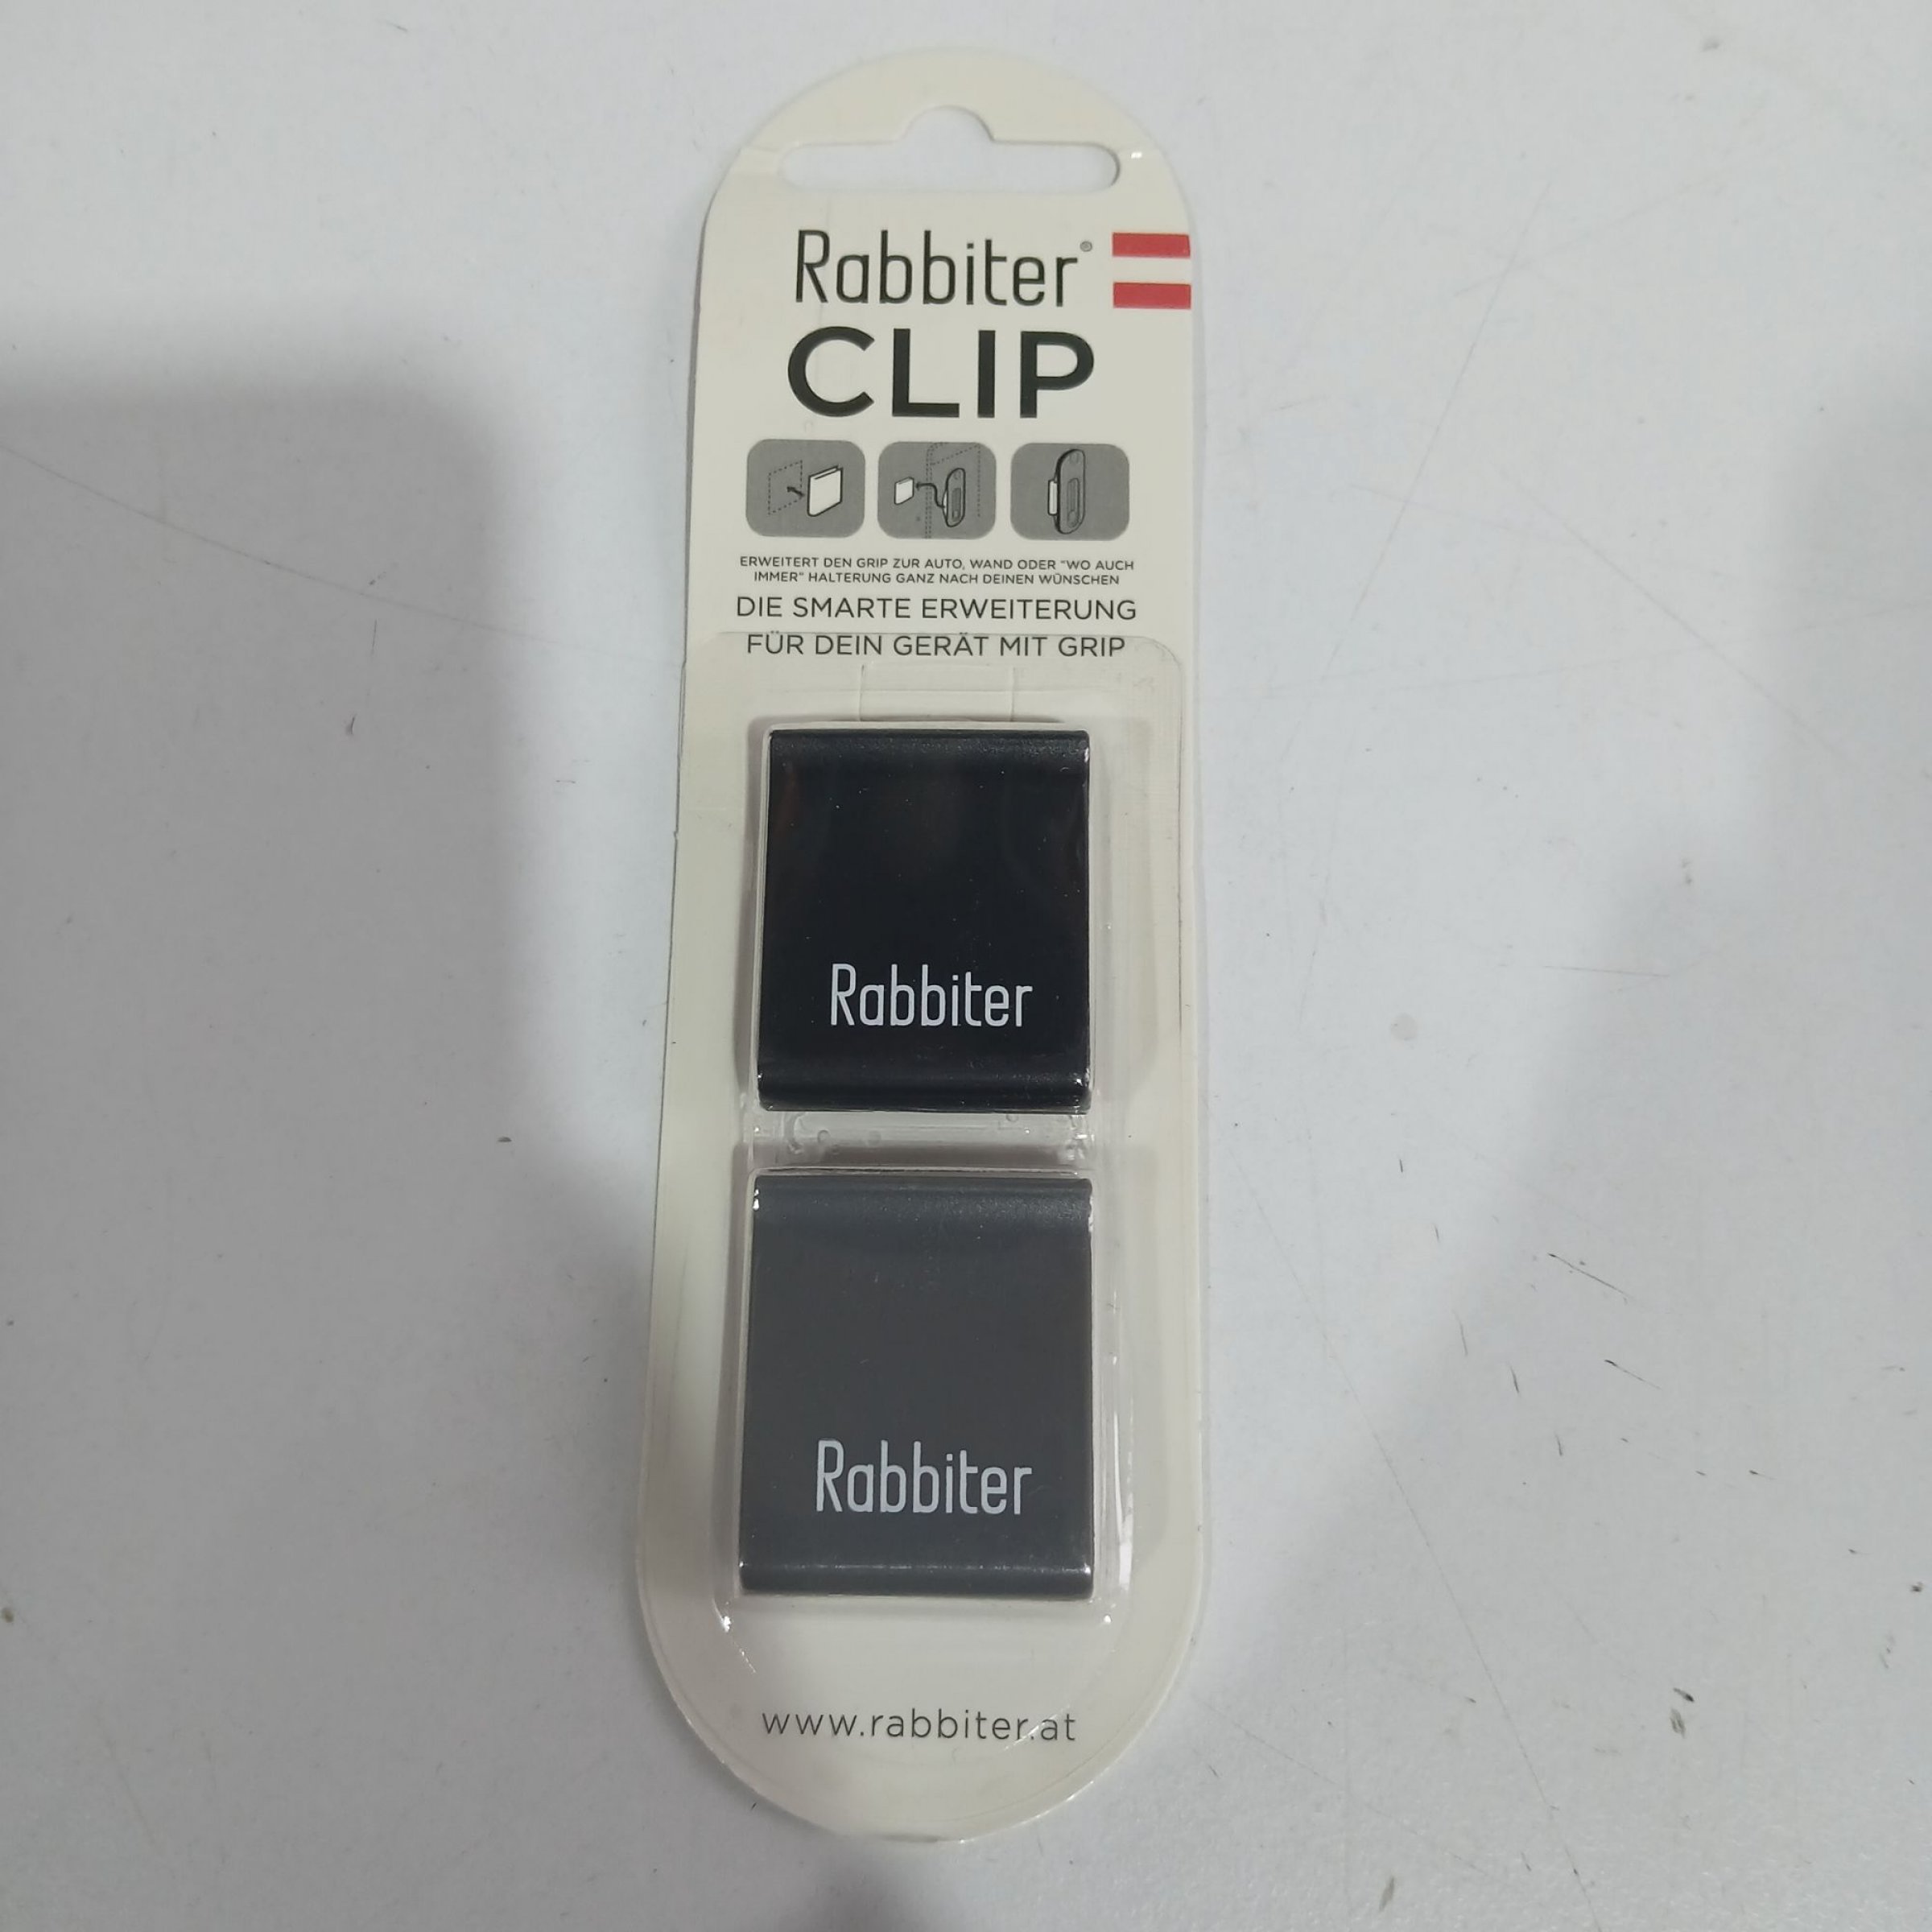 Rabbiter®
CLIP
ERWEITERT DEN GRIP ZUR AUTO, WAND ODER "WO AUCH
IMMER" HALTERUNG GANZ NACH DEINEN WÜNSCHEN
DIE SMARTE ERWEITERUNG
FÜR DEIN GERÄT MIT GRIP
Rabbiter
Rabbiter
www.rabbiter.at